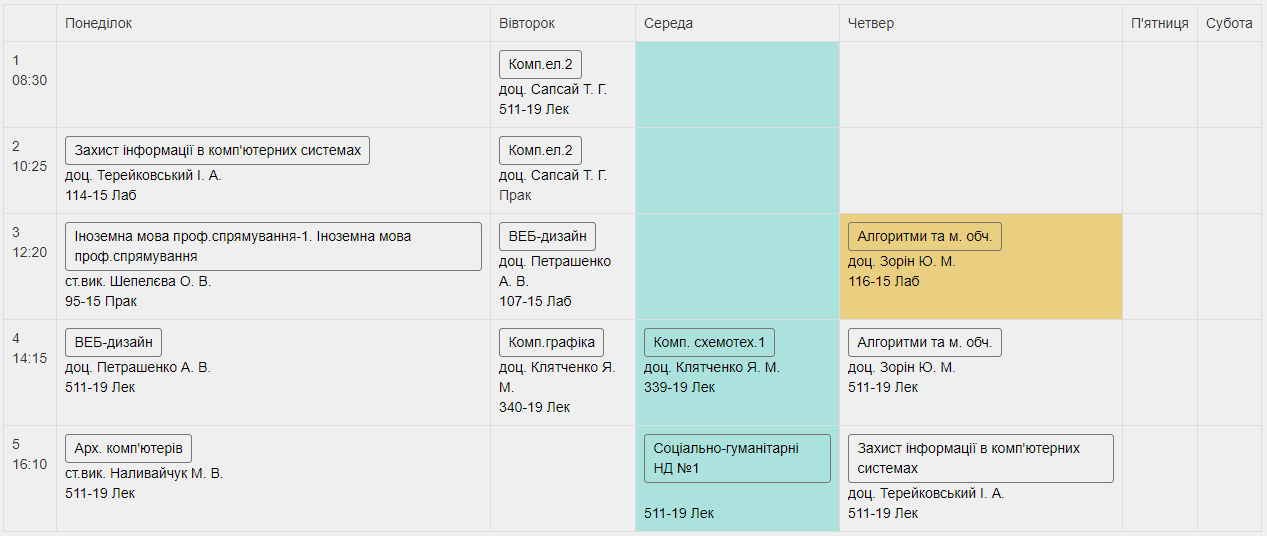 Понеділок
Вівторок
Середа
Четвер
П'ятниця
Субота
1
08:30
Комп.ел.2
доц. Сапсай Т. Г.
511-19 Лек
2
10:25
Захист інформації в комп'ютерних системах
доц. Терейковський І. А.
114-15 Лаб
Комп.ел.2
доц. Сапсай Т. Г.
Прак
3
12:20
Іноземна мова проф.спрямування-1. Іноземна мова
проф.спрямування
ст.вик. Шепелєва О. В.
95-15 Прак
ВЕБ-дизайн
доц. Петрашенко
А. В.
107-15 Лаб
Алгоритми та м. обч.
доц. Зорін Ю. М.
116-15 Лаб
4
14:15
ВЕБ-дизайн
доц. Петрашенко А. В.
511-19 Лек
Комп.графіка
доц. Клятченко Я.
М.
340-19 Лек
Комп. схемотех.1
доц. Клятченко Я. М.
339-19 Лек
Алгоритми та м. обч.
доц. Зорін Ю. М.
511-19 Лек
5
16:10
Арх. комп'ютерів
ст.вик. Наливайчук М. В.
511-19 Лек
Соціально-гуманітарні
НД №1
511-19 Лек
Захист інформації в комп'ютерних
системах
доц. Терейковський І. А.
511-19 Лек